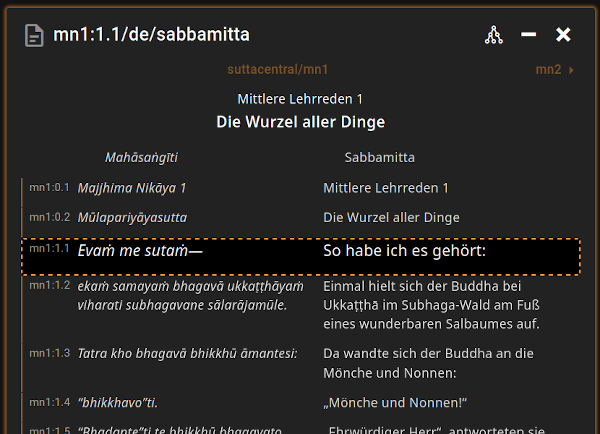 mn1:1.1/de/sabbamitta
suttacentral/mn1 mn2
Mittlere Lehrreden 1
Die Wurzel aller Dinge
Mahāsaṅgīti Sabbamitta
mn1:0.1 Majjhima Nikāya 1 Mittlere Lehrreden 1
mn1:0.2 Mūlapariyāyasutta Die Wurzel aller Dinge
mn1:1.1 Evaṁ me sutaṁ— So habe ich es gehört:
mn1:1.2 ekaṁ samayaṁ bhagavā ukkaṭṭhāyaṁ Einmal hielt sich der Buddha bei
viharati subhagavane sālarājamūle. Ukkaṭṭhā im Subhaga-Wald am Fuß
eines wunderbaren Salbaumes auf.
mn1:1.3 Tatra kho bhagavā bhikkhū āmantesi: Da wandte sich der Buddha an die
Mönche und Nonnen:
mn1:1.4 “bhikkhavo”ti. „Mönche und Nonnen!“
mn1:1.5 “Bhadante”ti te bhikkhū bhagavato „Ehrwürdiger Herr“, antworteten sie